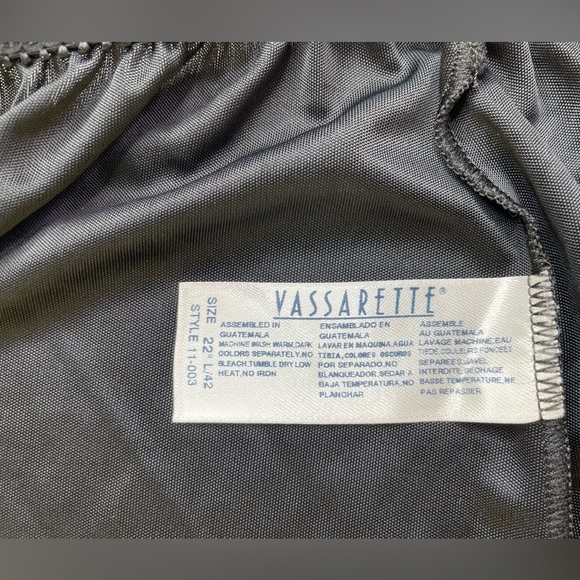 VASSARETTE®
SIZE 22" L/42
STYLE 11-003
ASSEMBLED IN
GUATEMALA
MACHINE WASH WARM,DARK
COLORS SEPARATELY,NO
BLEACH,TUMBLE DRY LOW
HEAT,NO IRON
ENSAMBLADO EN
GUATEMALA
LAVAR EN MAQUINA,AGUA
TIBIA,COLORES OSCUROS
POR SEPARADO,NO
BLANQUEADOR,SECAR A
BAJA TEMPERATURA,NO
PLANCHAR
ASSEMBLE
AU GUATEMALA
LAVAGE MACHINE,EAU
TIEDE,COULEURS FONCEES
SEPAREES,JAVEL
INTERDITE,SECHAGE
BASSE TEMPERATURE,NE
PAS REPASSER